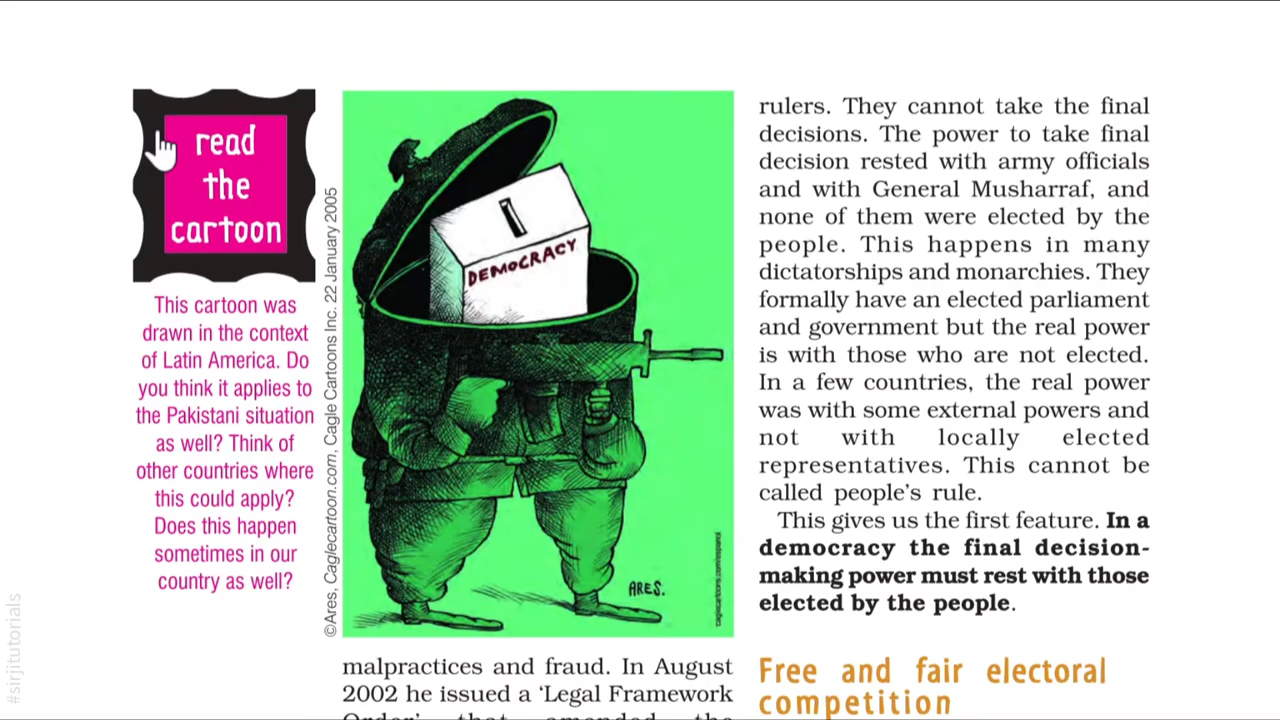 read
the
cartoon
This cartoon was
drawn in the context
of Latin America. Do
you think it applies to
the Pakistani situation
as well? Think of
other countries where
this could apply?
Does this happen
sometimes in our
country as well?
©Ares, Caglecartoon.com, Cagle Cartoons Inc. 22 January 2005
DEMOCRACY
ARES.
caglecartoons.com/espanol
malpractices and fraud. In August
2002 he issued a ‘Legal Framework
Order’ that amended the
rulers. They cannot take the final
decisions. The power to take final
decision rested with army officials
and with General Musharraf, and
none of them were elected by the
people. This happens in many
dictatorships and monarchies. They
formally have an elected parliament
and government but the real power
is with those who are not elected.
In a few countries, the real power
was with some external powers and
not with locally elected
representatives. This cannot be
called people’s rule.
This gives us the first feature. In a
democracy the final decision-
making power must rest with those
elected by the people.
Free and fair electoral
competition
#sirjitutorials